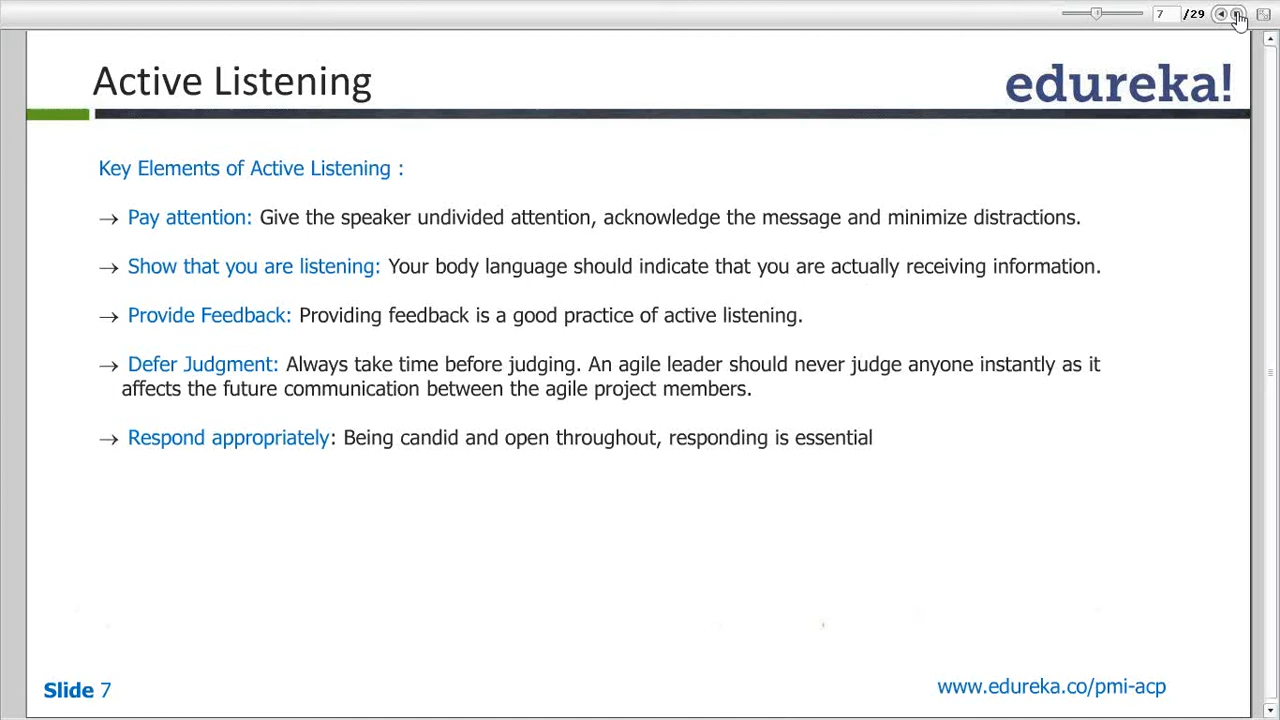 7 /29
Active Listening
edureka!
Key Elements of Active Listening :
→ Pay attention: Give the speaker undivided attention, acknowledge the message and minimize distractions.
→ Show that you are listening: Your body language should indicate that you are actually receiving information.
→ Provide Feedback: Providing feedback is a good practice of active listening.
→ Defer Judgment: Always take time before judging. An agile leader should never judge anyone instantly as it
affects the future communication between the agile project members.
→ Respond appropriately: Being candid and open throughout, responding is essential
Slide 7
www.edureka.co/pmi-acp